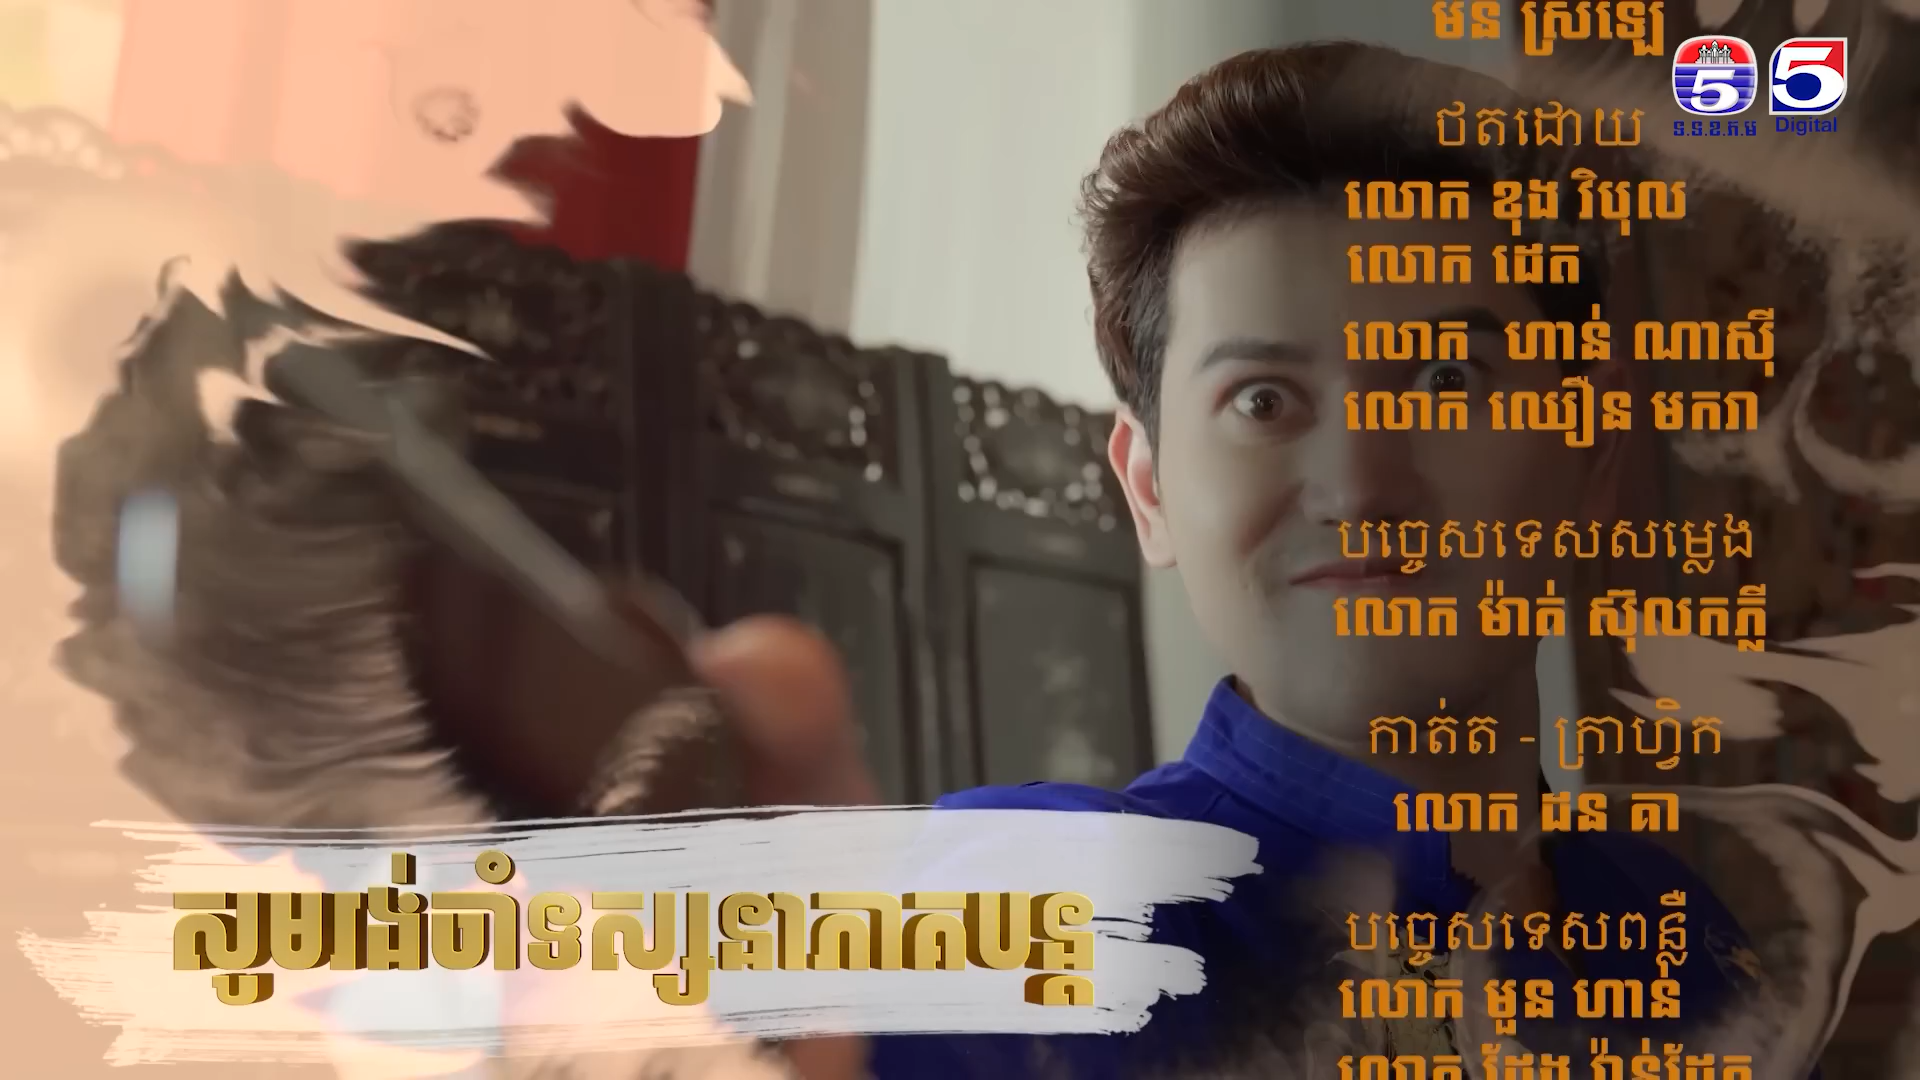 មន ស្រឡៃ
ថតដោយ
លោក ឌុង វិបុល
លោក ដេត
លោក ហាន់ ណាស៊ី
លោក ឈឿន មករា
បច្ចេសទេសសម្លេង
លោក ម៉ាត់ ស៊ុលកភ្លី
កាត់ត - ក្រាហ្វិក
លោក ដន គា
បច្ចេសទេសពន្លឺ
លោក មួន ហាន់
សូមរង់ចាំទស្សនាភាគបន្ត
5
ទ.ទ.ខ.ភ.ម
5
Digital